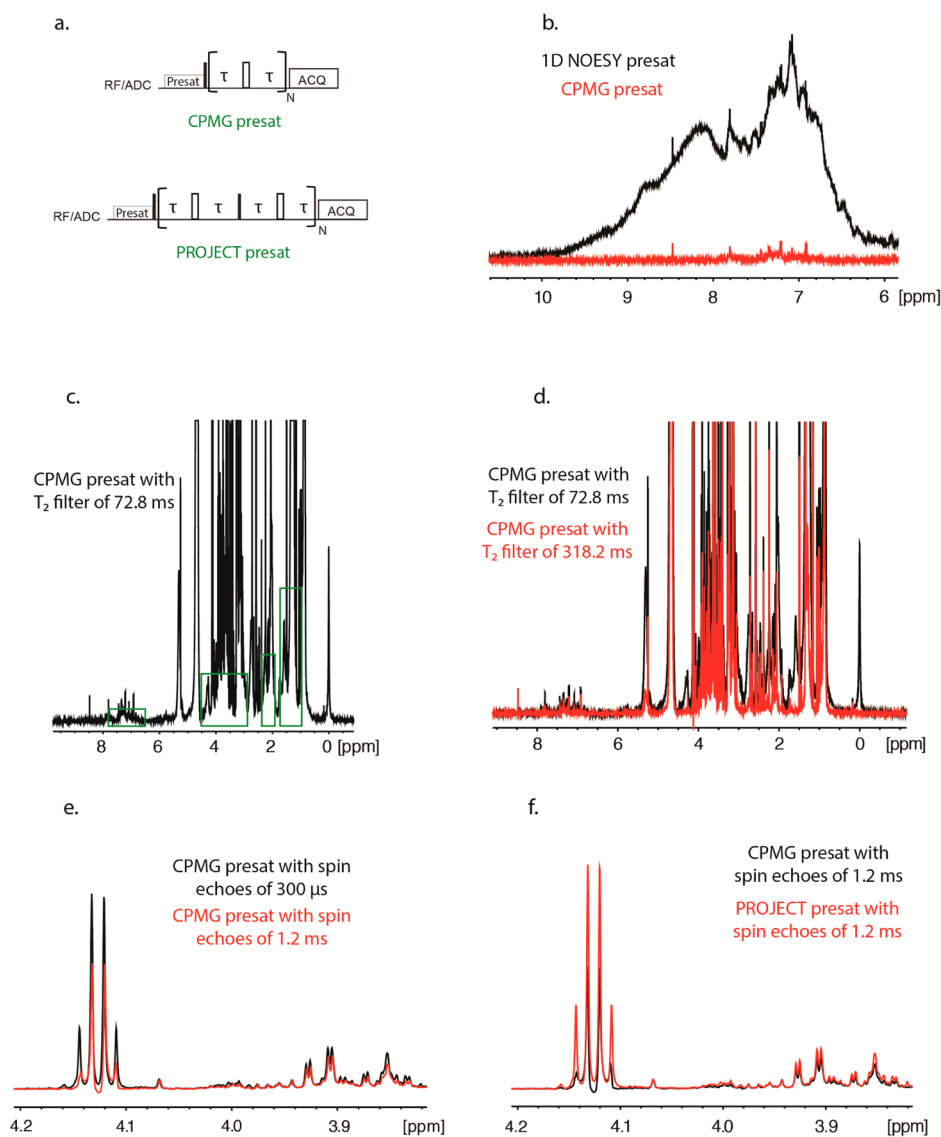 a.
RF/ADC Presat τ τ ACQ
N
CPMG presat
RF/ADC Presat τ τ τ τ ACQ
N
PROJECT presat
b.
1D NOESY presat
CPMG presat
10 9 8 7 6 [ppm]
c.
CPMG presat with
T₂ filter of 72.8 ms
8 6 4 2 0 [ppm]
d.
CPMG presat with
T₂ filter of 72.8 ms
CPMG presat with
T₂ filter of 318.2 ms
8 6 4 2 0 [ppm]
e.
CPMG presat with spin
echoes of 300 µs
CPMG presat with spin
echoes of 1.2 ms
4.2 4.1 4.0 3.9 [ppm]
f.
CPMG presat with
spin echoes of 1.2 ms
PROJECT presat with
spin echoes of 1.2 ms
4.2 4.1 4.0 3.9 [ppm]